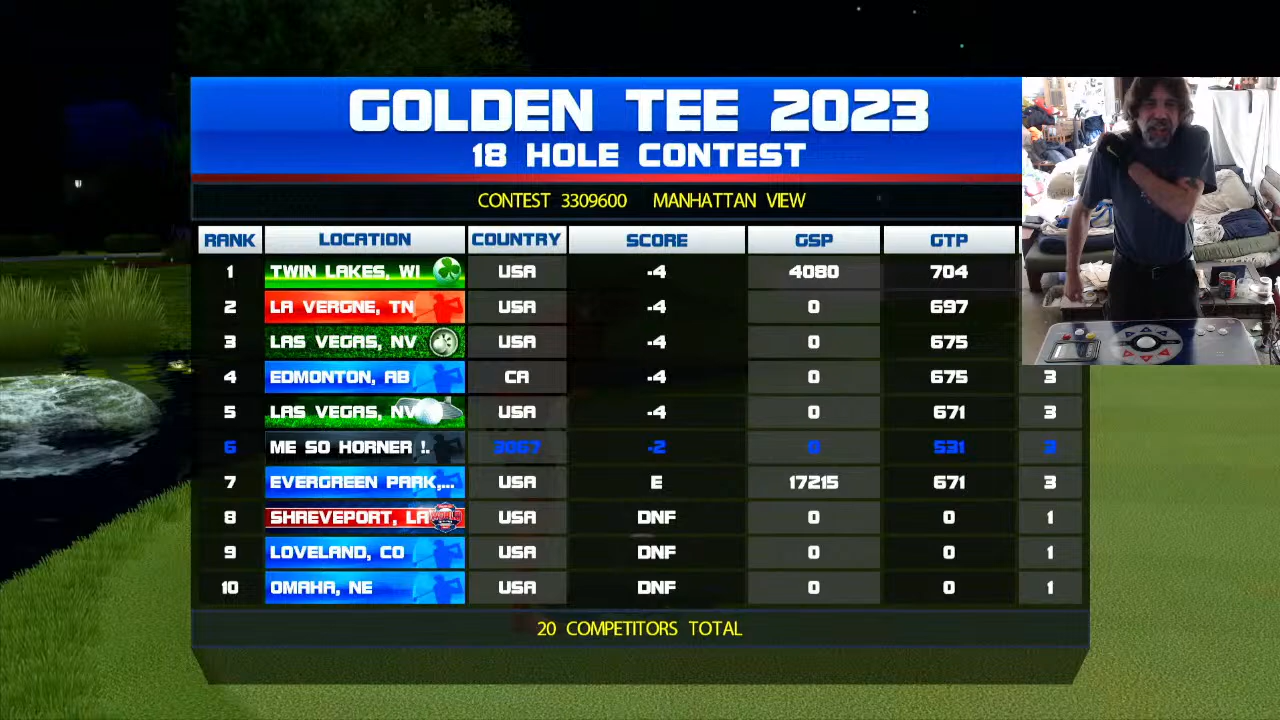 GOLDEN TEE 2023
18 HOLE CONTEST
CONTEST 3309600 MANHATTAN VIEW
RANK LOCATION COUNTRY SCORE GSP GTP
1 TWIN LAKES, WI USA -4 4080 704
2 LA VERGNE, TN USA -4 0 697
3 LAS VEGAS, NV USA -4 0 675
4 EDMONTON, AB CA -4 0 675 3
5 LAS VEGAS, NV USA -4 0 671 3
6 ME SO HORNER !. 3067 -2 0 531 3
7 EVERGREEN PARK,... USA E 17215 671 3
8 SHREVEPORT, LA USA DNF 0 0 1
9 LOVELAND, CO USA DNF 0 0 1
10 OMAHA, NE USA DNF 0 0 1
20 COMPETITORS TOTAL